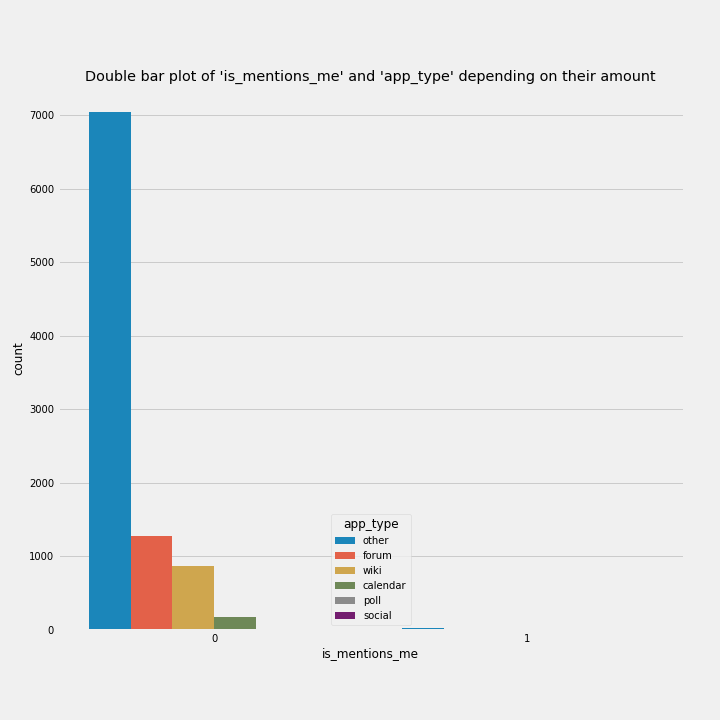 Double bar plot of 'is_mentions_me' and 'app_type' depending on their amount
7000
6000
5000
4000
3000
2000
1000
0
count
app_type
other
forum
wiki
calendar
poll
social
0
1
is_mentions_me